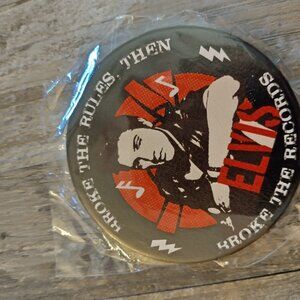 BROKE THE RULES. THEN
BROKE THE RECORDS
ELVIS